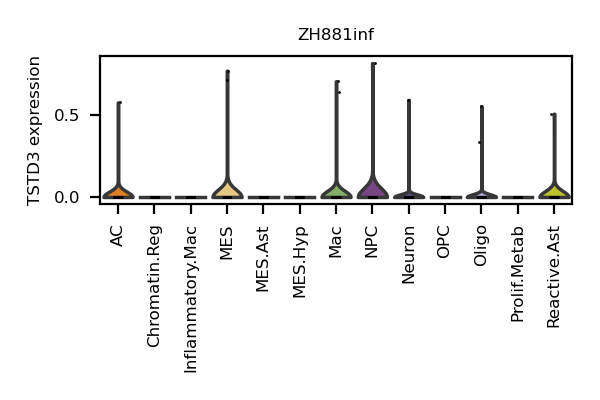 ZH881inf
TSTD3 expression
0.5
0.0
AC
Chromatin.Reg
Inflammatory.Mac
MES
MES.Ast
MES.Hyp
Mac
NPC
Neuron
OPC
Oligo
Prolif.Metab
Reactive.Ast